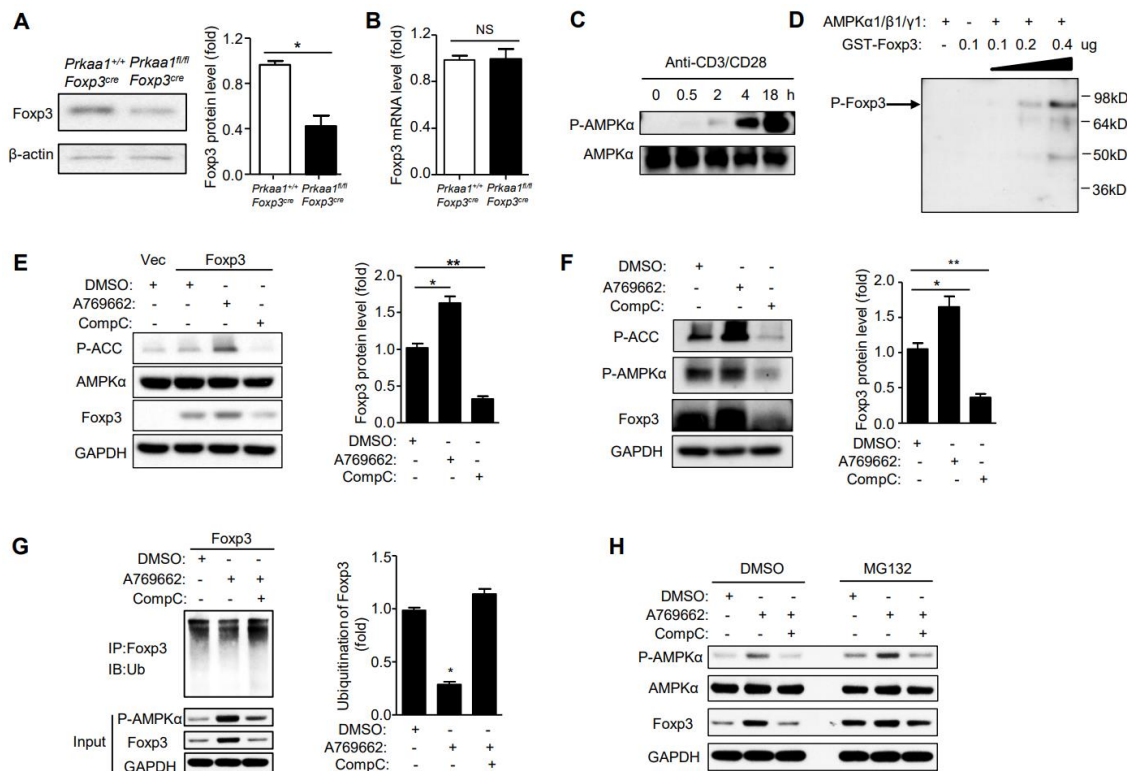 A
Prkaa1+/+ Prkaa1fl/fl
Foxp3cre Foxp3cre
Foxp3
β-actin
Foxp3 protein level (fold)
1.2
0.8
0.4
0.0
*
Prkaa1+/+ Prkaa1fl/fl
Foxp3cre Foxp3cre
B
Foxp3 mRNA level (fold)
1.2
0.8
0.4
0.0
NS
Prkaa1+/+ Prkaa1fl/fl
Foxp3cre Foxp3cre
C
Anti-CD3/CD28
0 0.5 2 4 18 h
P-AMPKα
AMPKα
D
AMPKα1/β1/γ1: + - + + +
GST-Foxp3: - 0.1 0.1 0.2 0.4 ug
P-Foxp3
98kD
64kD
50kD
36kD
E
Vec Foxp3
DMSO: + + - -
A769662: - - + -
CompC: - - - +
P-ACC
AMPKα
Foxp3
GAPDH
Foxp3 protein level (fold)
2.0
1.5
1.0
0.5
0.0
**
*
DMSO: + - -
A769662: - + -
CompC: - - +
F
DMSO: + - -
A769662: - + -
CompC: - - +
P-ACC
P-AMPKα
Foxp3
GAPDH
Foxp3 protein level (fold)
2.0
1.5
1.0
0.5
0.0
**
*
DMSO: + - -
A769662: - + -
CompC: - - +
G
Foxp3
DMSO: + - -
A769662: - + +
CompC: - - +
IP:Foxp3
IB:Ub
Input
P-AMPKα
Foxp3
GAPDH
Ubiquitination of Foxp3
(fold)
1.5
1.0
0.5
0.0
*
DMSO: + - -
A769662: - + +
CompC: - - +
H
DMSO MG132
DMSO: + - - + - -
A769662: - + + - + +
CompC: - - + - - +
P-AMPKα
AMPKα
Foxp3
GAPDH